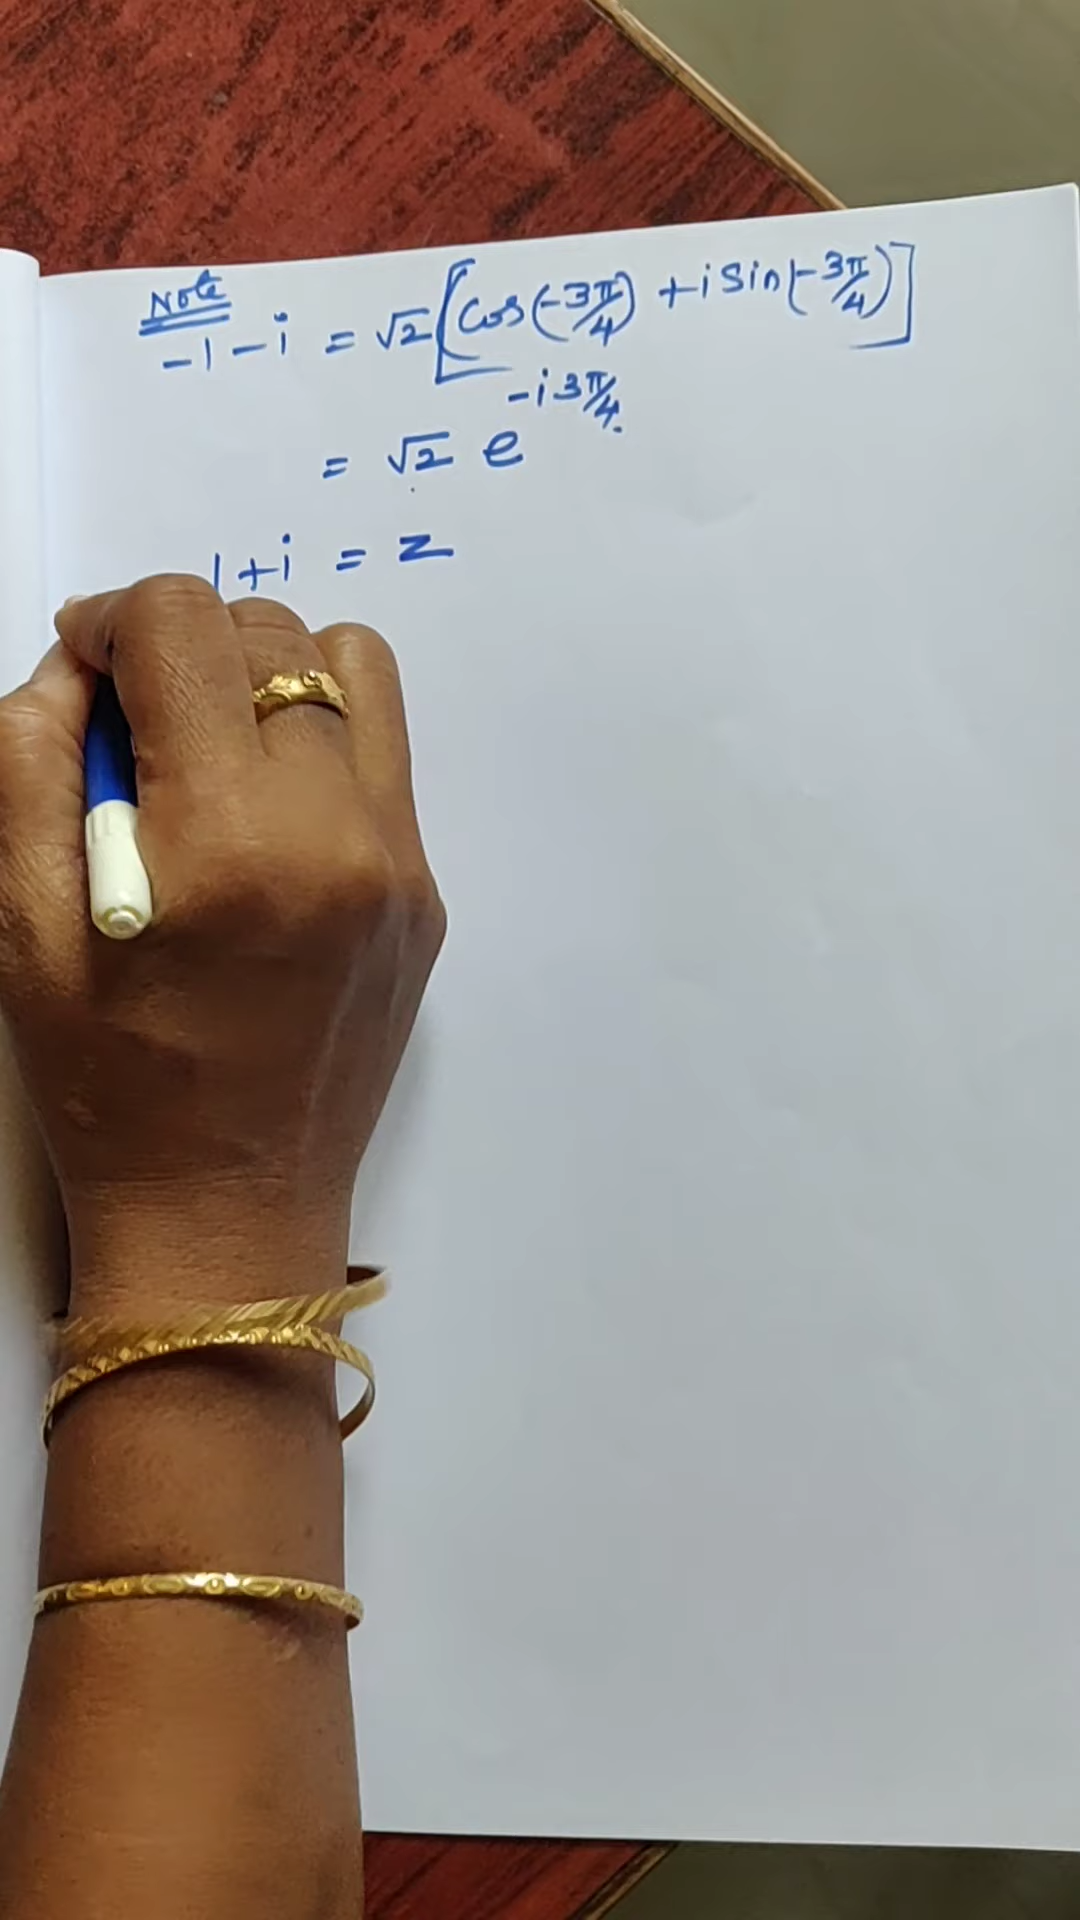 Note
-1-i = √2[cos(-3π/4) + i sin(-3π/4)]
= √2 e^-i3π/4
1+i = z